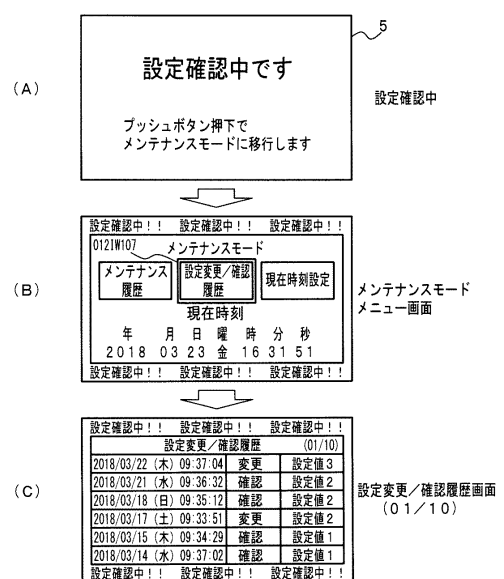 5
(A)
設定確認中です
設定確認中
プッシュボタン押下で
メンテナンスモードに移行します
設定確認中!! 設定確認中!! 設定確認中!!
012IW107 メンテナンスモード
メンテナンス
履歴
設定変更/確認
履歴
現在時刻設定
(B)
メンテナンスモード
メニュー画面
現在時刻
年 月 日 曜 時 分 秒
2018 03 23 金 16 31 51
設定確認中!! 設定確認中!! 設定確認中!!
設定確認中!! 設定確認中!! 設定確認中!!
設定変更/確認履歴 (01/10)
2018/03/22 (木) 09:37:04 変更 設定値3
2018/03/21 (水) 09:36:32 確認 設定値2
2018/03/18 (日) 09:35:12 確認 設定値2
2018/03/17 (土) 09:33:51 変更 設定値2
2018/03/15 (木) 09:34:29 確認 設定値1
2018/03/14 (水) 09:37:02 確認 設定値1
設定確認中!! 設定確認中!! 設定確認中!!
(C)
設定変更/確認履歴画面
(01/10)